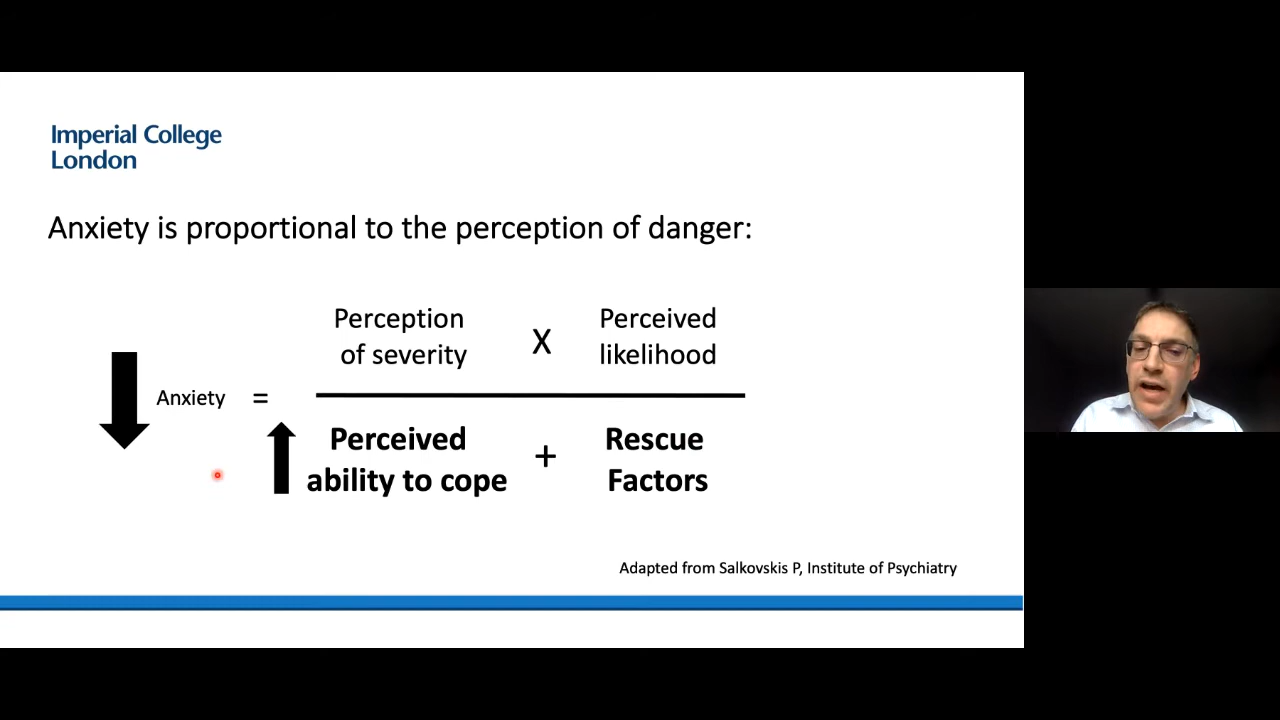 Imperial College
London
Anxiety is proportional to the perception of danger:
Perception
of severity
X
Perceived
likelihood
Anxiety
=
Perceived
ability to cope
+
Rescue
Factors
Adapted from Salkovskis P, Institute of Psychiatry